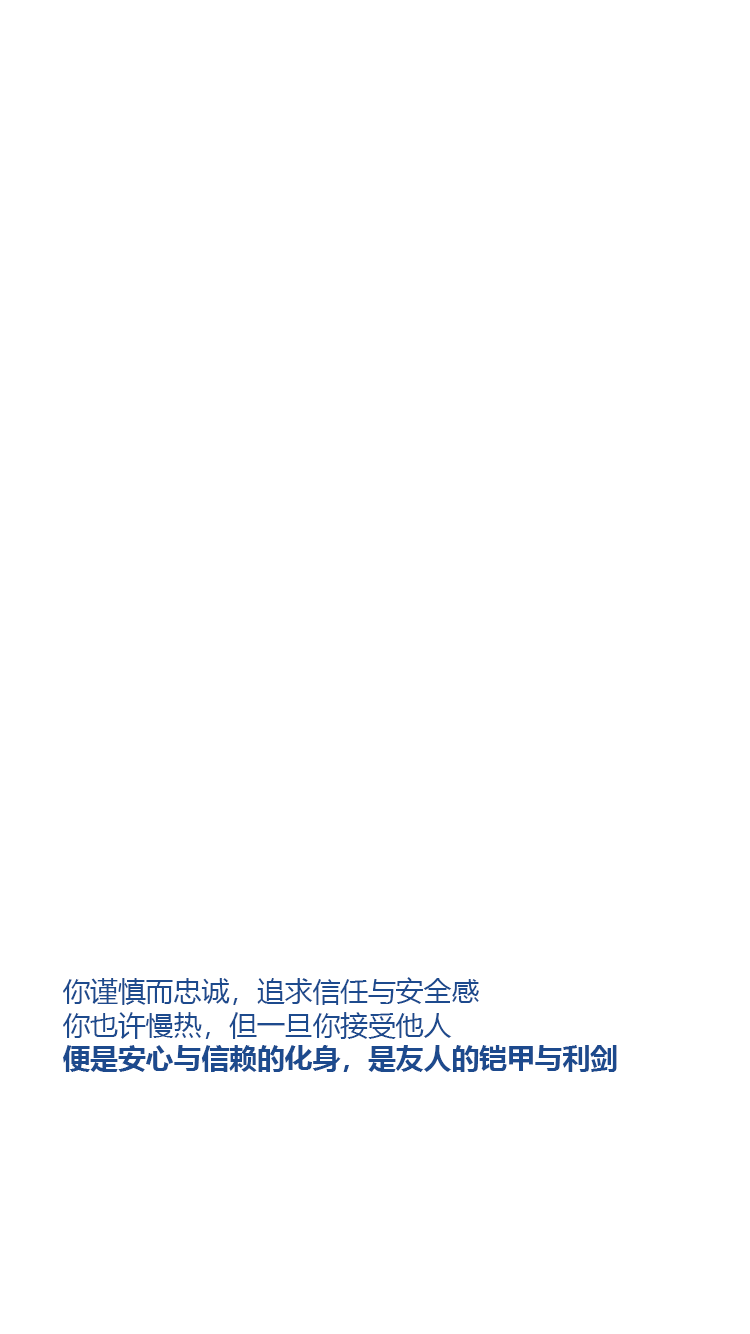 你谨慎而忠诚，追求信任与安全感
你也许慢热，但一旦你接受他人
便是安心与信赖的化身，是友人的铠甲与利剑